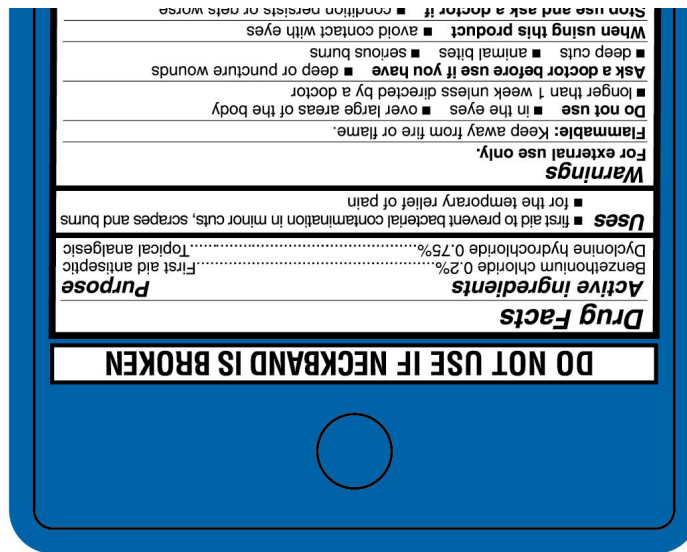 DO NOT USE IF NECKBAND IS BROKEN
Drug Facts
Active ingredients Purpose
Benzethonium chloride 0.2%..........................................First aid antiseptic
Dyclonine hydrochloride 0.75%........................................Topical analgesic
Uses ■ first aid to prevent bacterial contamination in minor cuts, scrapes and burns
■ for the temporary relief of pain
Warnings
For external use only.
Flammable: Keep away from fire or flame.
Do not use ■ in the eyes ■ over large areas of the body
■ longer than 1 week unless directed by a doctor
Ask a doctor before use if you have ■ deep or puncture wounds
■ deep cuts ■ animal bites ■ serious burns
When using this product ■ avoid contact with eyes
Stop use and ask a doctor if ■ condition persists or gets worse